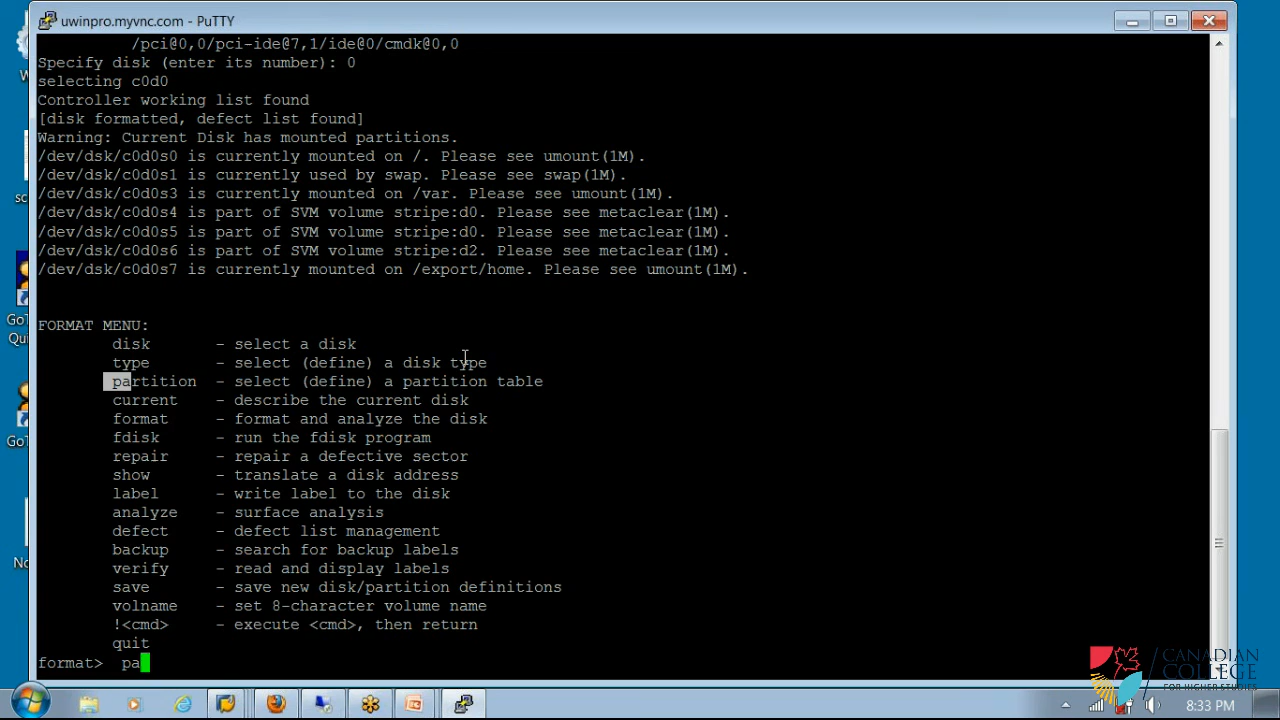 uwinpro.myvnc.com - PuTTY
/pci@0,0/pci-ide@7,1/ide@0/cmdk@0,0
Specify disk (enter its number): 0
selecting c0d0
Controller working list found
[disk formatted, defect list found]
Warning: Current Disk has mounted partitions.
/dev/dsk/c0d0s0 is currently mounted on /. Please see umount(1M).
/dev/dsk/c0d0s1 is currently used by swap. Please see swap(1M).
/dev/dsk/c0d0s3 is currently mounted on /var. Please see umount(1M).
/dev/dsk/c0d0s4 is part of SVM volume stripe:d0. Please see metaclear(1M).
/dev/dsk/c0d0s5 is part of SVM volume stripe:d0. Please see metaclear(1M).
/dev/dsk/c0d0s6 is part of SVM volume stripe:d2. Please see metaclear(1M).
/dev/dsk/c0d0s7 is currently mounted on /export/home. Please see umount(1M).
FORMAT MENU:
disk - select a disk
type - select (define) a disk type
partition - select (define) a partition table
current - describe the current disk
format - format and analyze the disk
fdisk - run the fdisk program
repair - repair a defective sector
show - translate a disk address
label - write label to the disk
analyze - surface analysis
defect - defect list management
backup - search for backup labels
verify - read and display labels
save - save new disk/partition definitions
volname - set 8-character volume name
!<cmd> - execute <cmd>, then return
quit
format> pa
CANADIAN
COLLEGE
FOR HIGHER STUDIES
8:33 PM